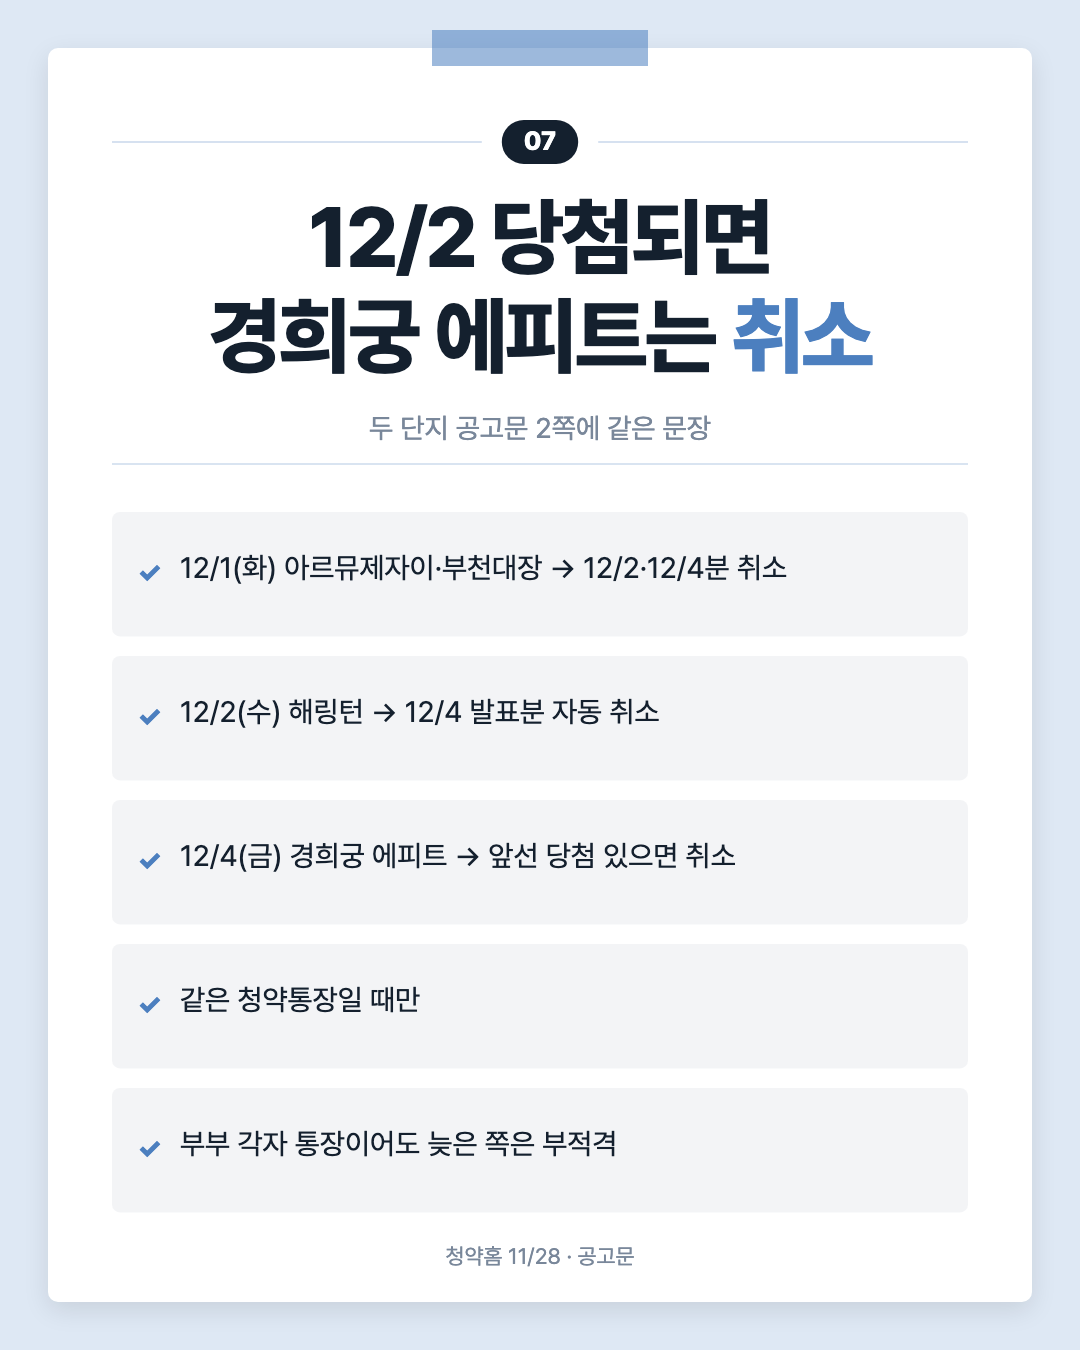 07
12/2 당첨되면
경희궁 에피트는 취소
두 단지 공고문 2쪽에 같은 문장
12/1(화) 아르뮤제자이·부천대장 → 12/2·12/4분 취소
12/2(수) 해링턴 → 12/4 발표분 자동 취소
12/4(금) 경희궁 에피트 → 앞선 당첨 있으면 취소
같은 청약통장일 때만
부부 각자 통장이어도 늦은 쪽은 부적격
청약홈 11/28 · 공고문